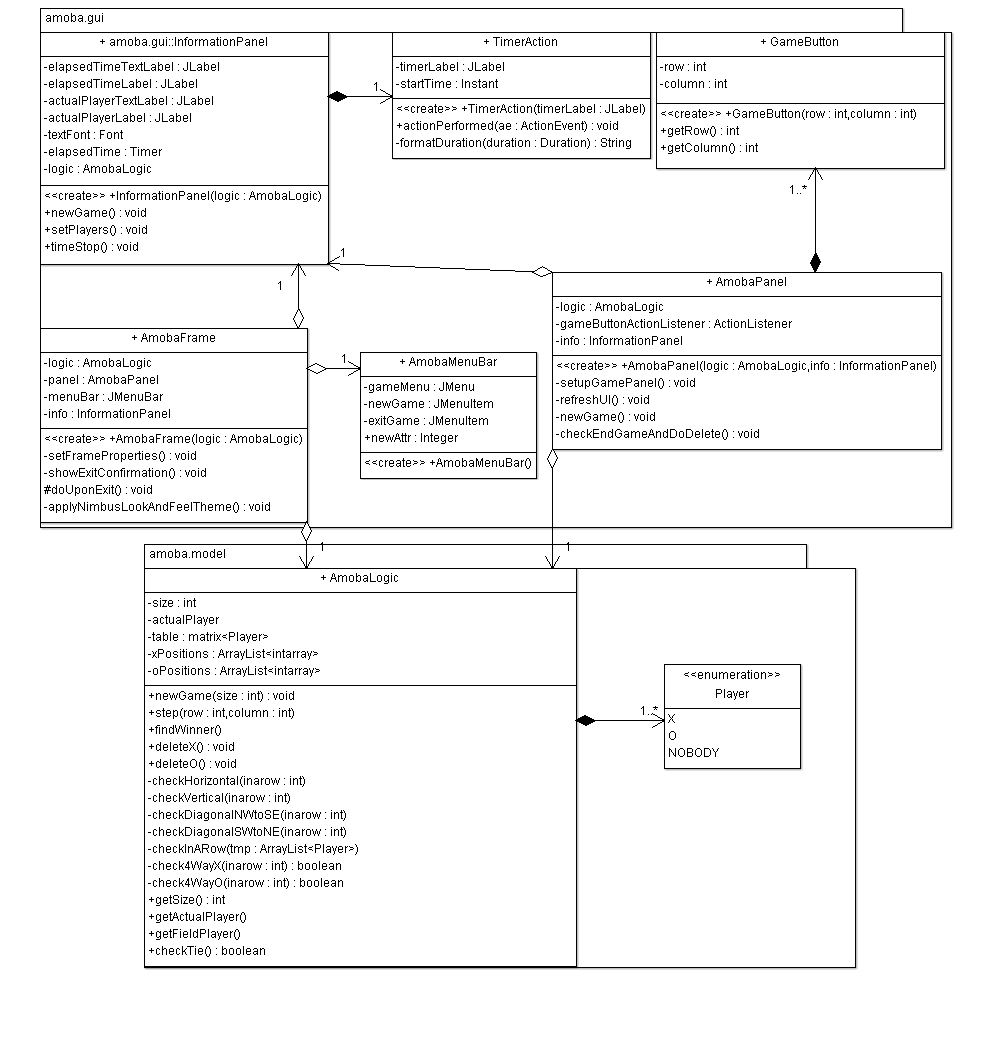 amoba.gui
+ amoba.gui::InformationPanel
-elapsedTimeTextLabel : JLabel
-elapsedTimeLabel : JLabel
-actualPlayerTextLabel : JLabel
-actualPlayerLabel : JLabel
-textFont : Font
-elapsedTime : Timer
-logic : AmobaLogic
<<create>> +InformationPanel(logic : AmobaLogic)
+newGame() : void
+setPlayers() : void
+timeStop() : void
1
+ TimerAction
-timerLabel : JLabel
-startTime : Instant
<<create>> +TimerAction(timerLabel : JLabel)
+actionPerformed(ae : ActionEvent) : void
-formatDuration(duration : Duration) : String
+ GameButton
-row : int
-column : int
<<create>> +GameButton(row : int,column : int)
+getRow() : int
+getColumn() : int
1..*
1
1
+ AmobaPanel
-logic : AmobaLogic
-gameButtonActionListener : ActionListener
-info : InformationPanel
<<create>> +AmobaPanel(logic : AmobaLogic,info : InformationPanel)
-setupGamePanel() : void
-refreshUI() : void
-newGame() : void
-checkEndGameAndDoDelete() : void
+ AmobaFrame
-logic : AmobaLogic
-panel : AmobaPanel
-menuBar : JMenuBar
-info : InformationPanel
<<create>> +AmobaFrame(logic : AmobaLogic)
-setFrameProperties() : void
-showExitConfirmation() : void
#doUponExit() : void
-applyNimbusLookAndFeelTheme() : void
1
+ AmobaMenuBar
-gameMenu : JMenu
-newGame : JMenuItem
-exitGame : JMenuItem
+newAttr : Integer
<<create>> +AmobaMenuBar()
1
1
amoba.model
+ AmobaLogic
-size : int
-actualPlayer
-table : matrix<Player>
-xPositions : ArrayList<intarray>
-oPositions : ArrayList<intarray>
+newGame(size : int) : void
+step(row : int,column : int)
+findWinner()
+deleteX() : void
+deleteO() : void
-checkHorizontal(inarow : int)
-checkVertical(inarow : int)
-checkDiagonalNWtoSE(inarow : int)
-checkDiagonalSWtoNE(inarow : int)
-checkInARow(tmp : ArrayList<Player>)
-check4WayX(inarow : int) : boolean
-check4WayO(inarow : int) : boolean
+getSize() : int
+getActualPlayer()
+getFieldPlayer()
+checkTie() : boolean
1..*
<<enumeration>>
Player
X
O
NOBODY